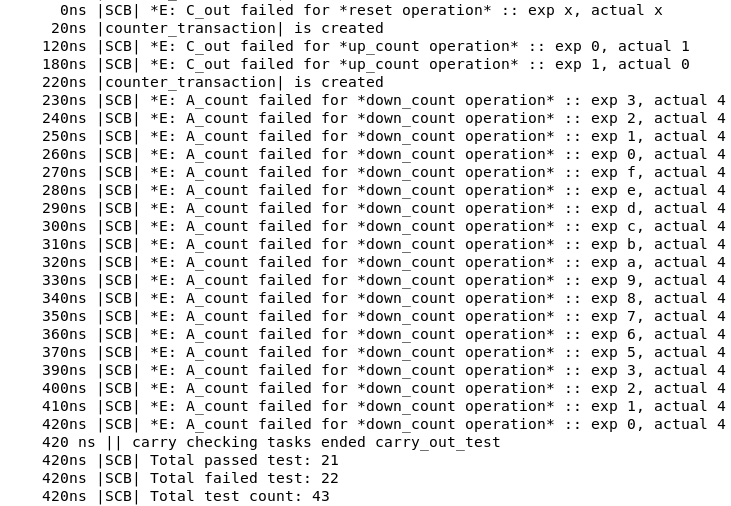 0ns |SCB| *E: C_out failed for *reset operation* :: exp x, actual x
20ns |counter_transaction| is created
120ns |SCB| *E: C_out failed for *up_count operation* :: exp 0, actual 1
180ns |SCB| *E: C_out failed for *up_count operation* :: exp 1, actual 0
220ns |counter_transaction| is created
230ns |SCB| *E: A_count failed for *down_count operation* :: exp 3, actual 4
240ns |SCB| *E: A_count failed for *down_count operation* :: exp 2, actual 4
250ns |SCB| *E: A_count failed for *down_count operation* :: exp 1, actual 4
260ns |SCB| *E: A_count failed for *down_count operation* :: exp 0, actual 4
270ns |SCB| *E: A_count failed for *down_count operation* :: exp f, actual 4
280ns |SCB| *E: A_count failed for *down_count operation* :: exp e, actual 4
290ns |SCB| *E: A_count failed for *down_count operation* :: exp d, actual 4
300ns |SCB| *E: A_count failed for *down_count operation* :: exp c, actual 4
310ns |SCB| *E: A_count failed for *down_count operation* :: exp b, actual 4
320ns |SCB| *E: A_count failed for *down_count operation* :: exp a, actual 4
330ns |SCB| *E: A_count failed for *down_count operation* :: exp 9, actual 4
340ns |SCB| *E: A_count failed for *down_count operation* :: exp 8, actual 4
350ns |SCB| *E: A_count failed for *down_count operation* :: exp 7, actual 4
360ns |SCB| *E: A_count failed for *down_count operation* :: exp 6, actual 4
370ns |SCB| *E: A_count failed for *down_count operation* :: exp 5, actual 4
390ns |SCB| *E: A_count failed for *down_count operation* :: exp 3, actual 4
400ns |SCB| *E: A_count failed for *down_count operation* :: exp 2, actual 4
410ns |SCB| *E: A_count failed for *down_count operation* :: exp 1, actual 4
420ns |SCB| *E: A_count failed for *down_count operation* :: exp 0, actual 4
420 ns || carry checking tasks ended carry_out_test
420ns |SCB| Total passed test: 21
420ns |SCB| Total failed test: 22
420ns |SCB| Total test count: 43